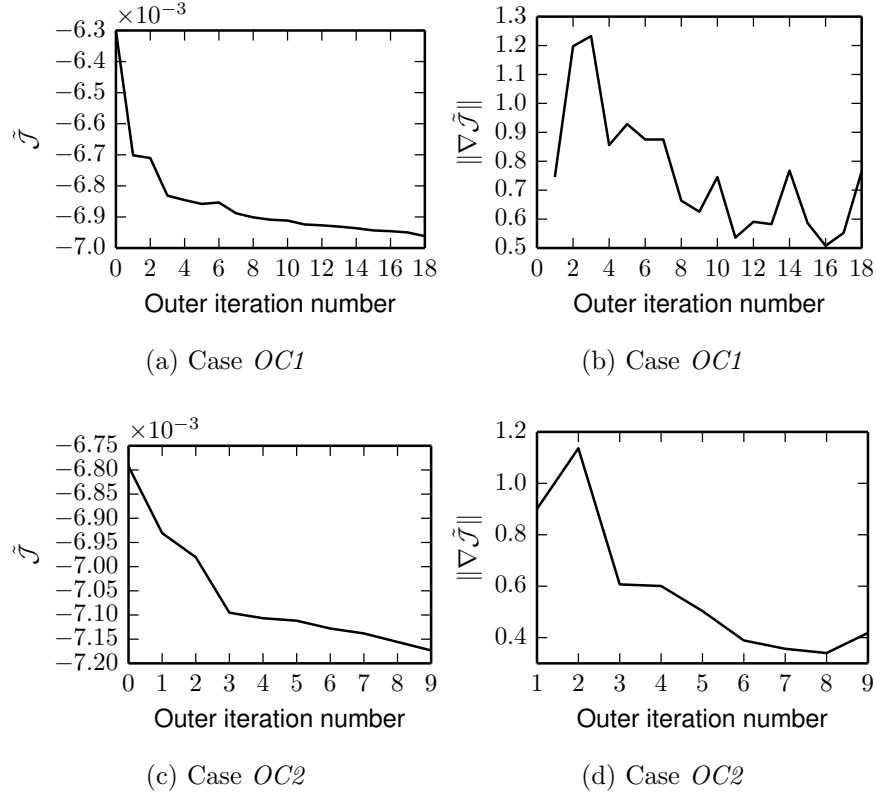 ×10⁻³
−6.3
−6.4
−6.5
−6.6
−6.7
−6.8
−6.9
−7.0
0 2 4 6 8 10 12 14 16 18
𝒥̃
Outer iteration number
(a) Case OC1
1.3
1.2
1.1
1.0
0.9
0.8
0.7
0.6
0.5
0 2 4 6 8 10 12 14 16 18
‖∇𝒥̃‖
Outer iteration number
(b) Case OC1
×10⁻³
−6.75
−6.80
−6.85
−6.90
−6.95
−7.00
−7.05
−7.10
−7.15
−7.20
0 1 2 3 4 5 6 7 8 9
𝒥̃
Outer iteration number
(c) Case OC2
1.2
1.0
0.8
0.6
0.4
1 2 3 4 5 6 7 8 9
‖∇𝒥̃‖
Outer iteration number
(d) Case OC2